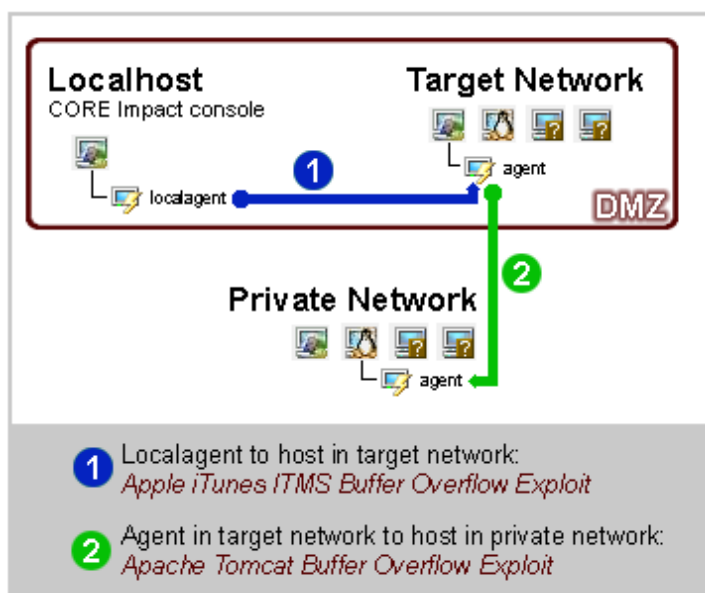 Localhost
CORE Impact console
localagent
1
Target Network
agent
DMZ
2
Private Network
agent
1 Localagent to host in target network:
Apple iTunes ITMS Buffer Overflow Exploit
2 Agent in target network to host in private network:
Apache Tomcat Buffer Overflow Exploit